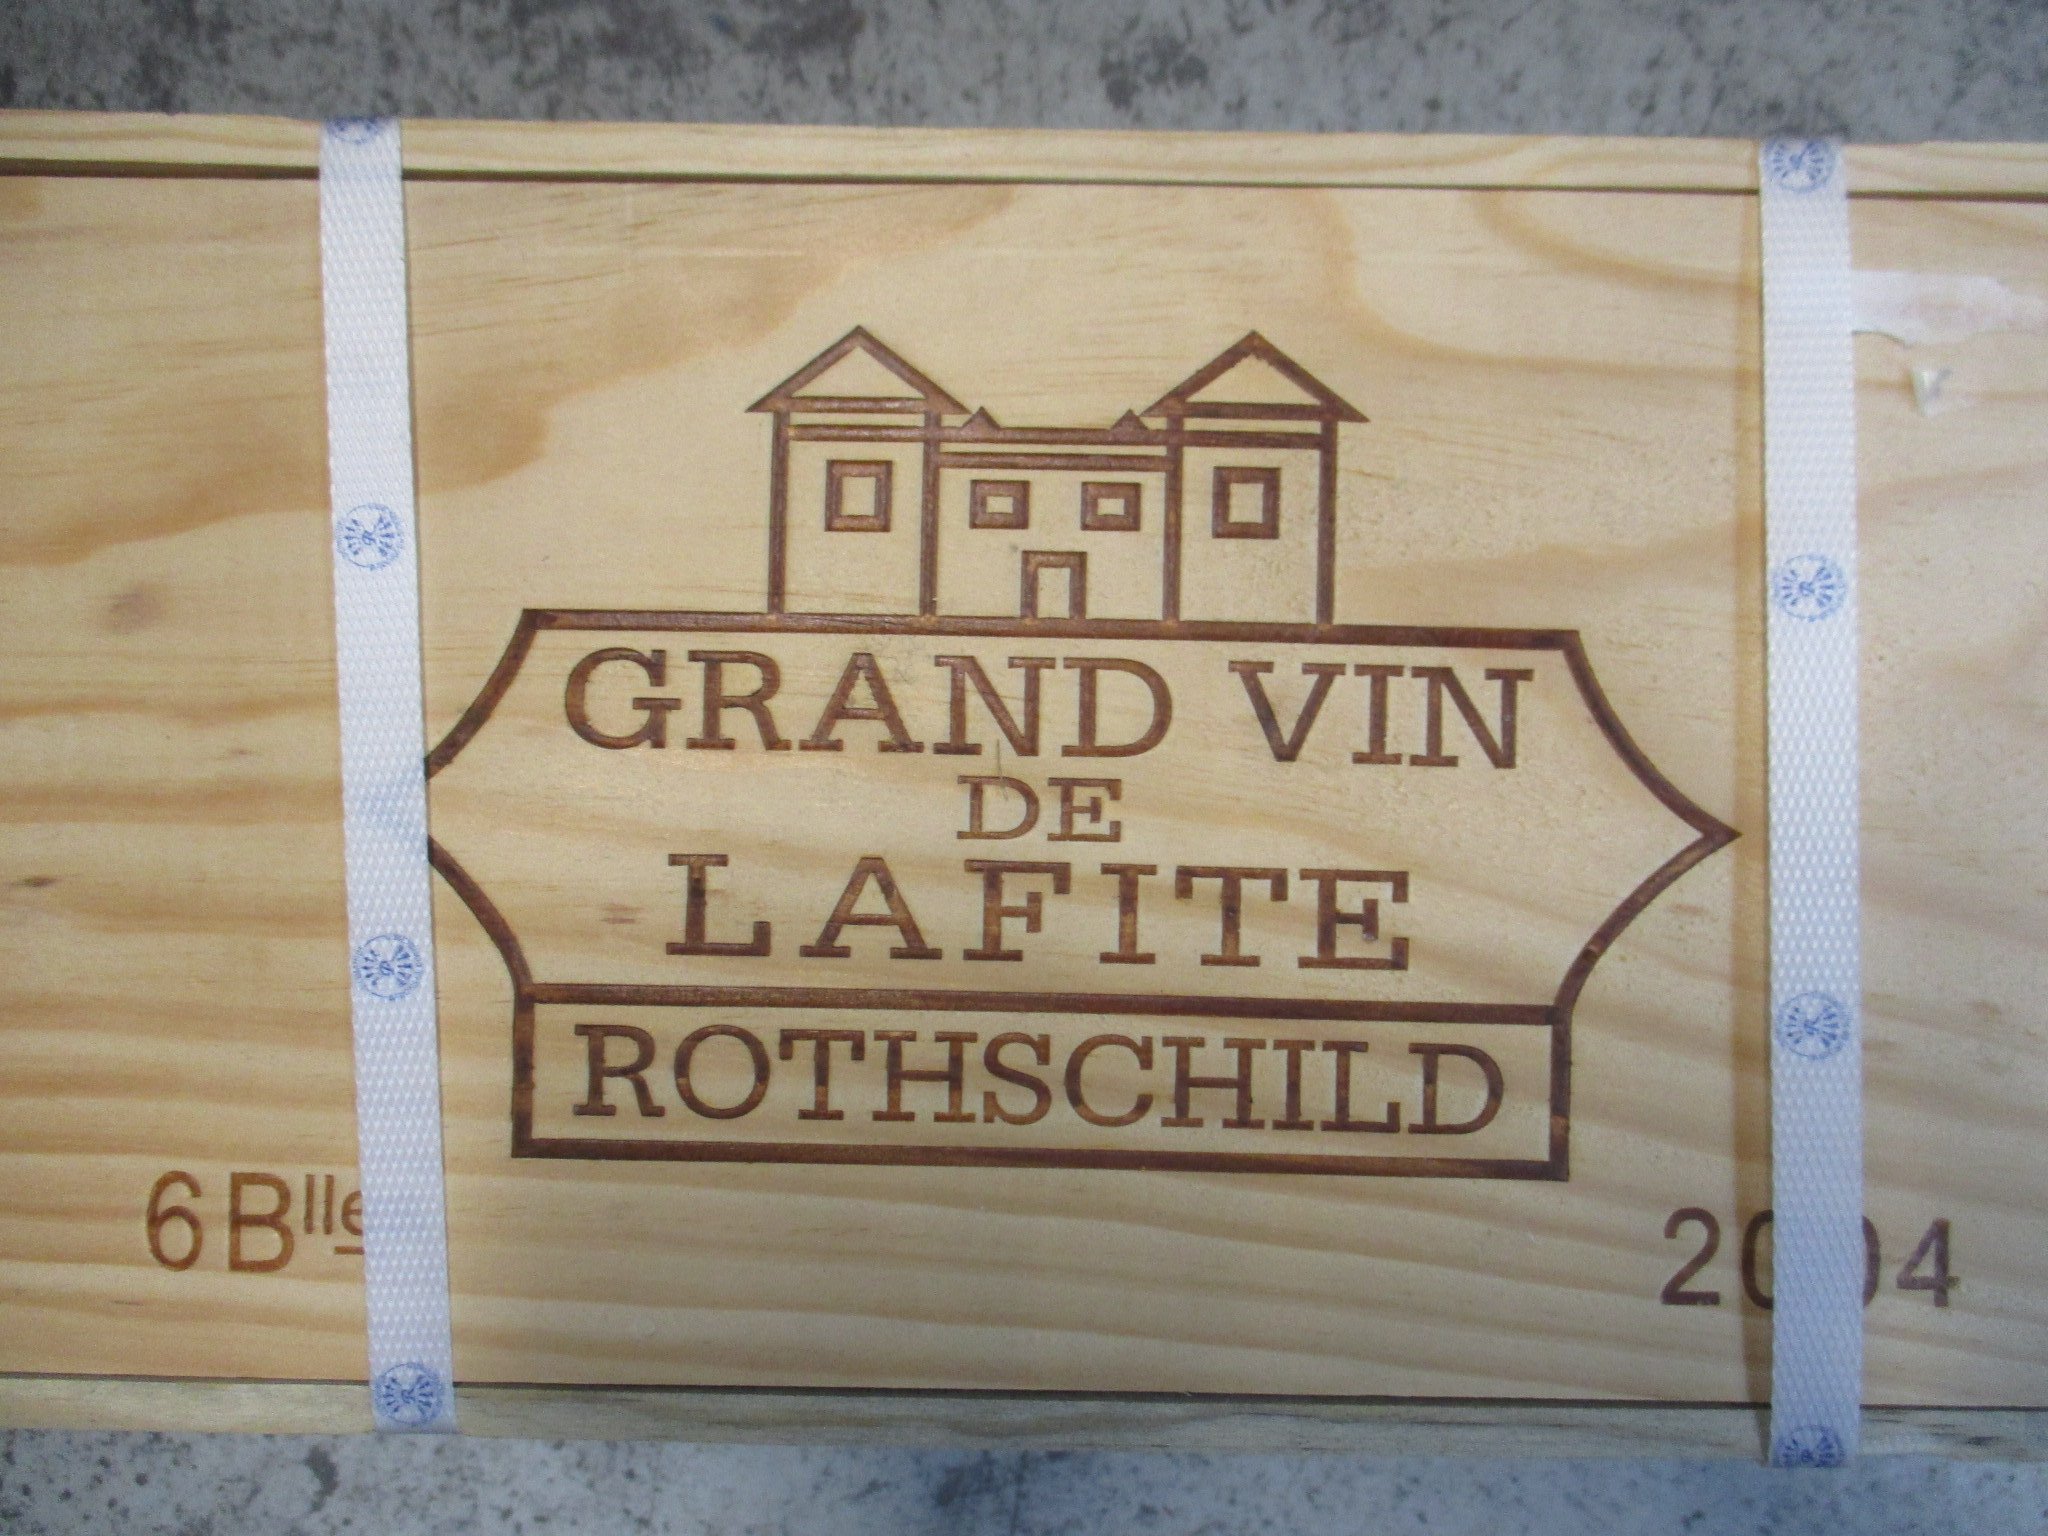 GRAND VIN
DE
LAFITE
ROTHSCHILD
6 Blle 2004